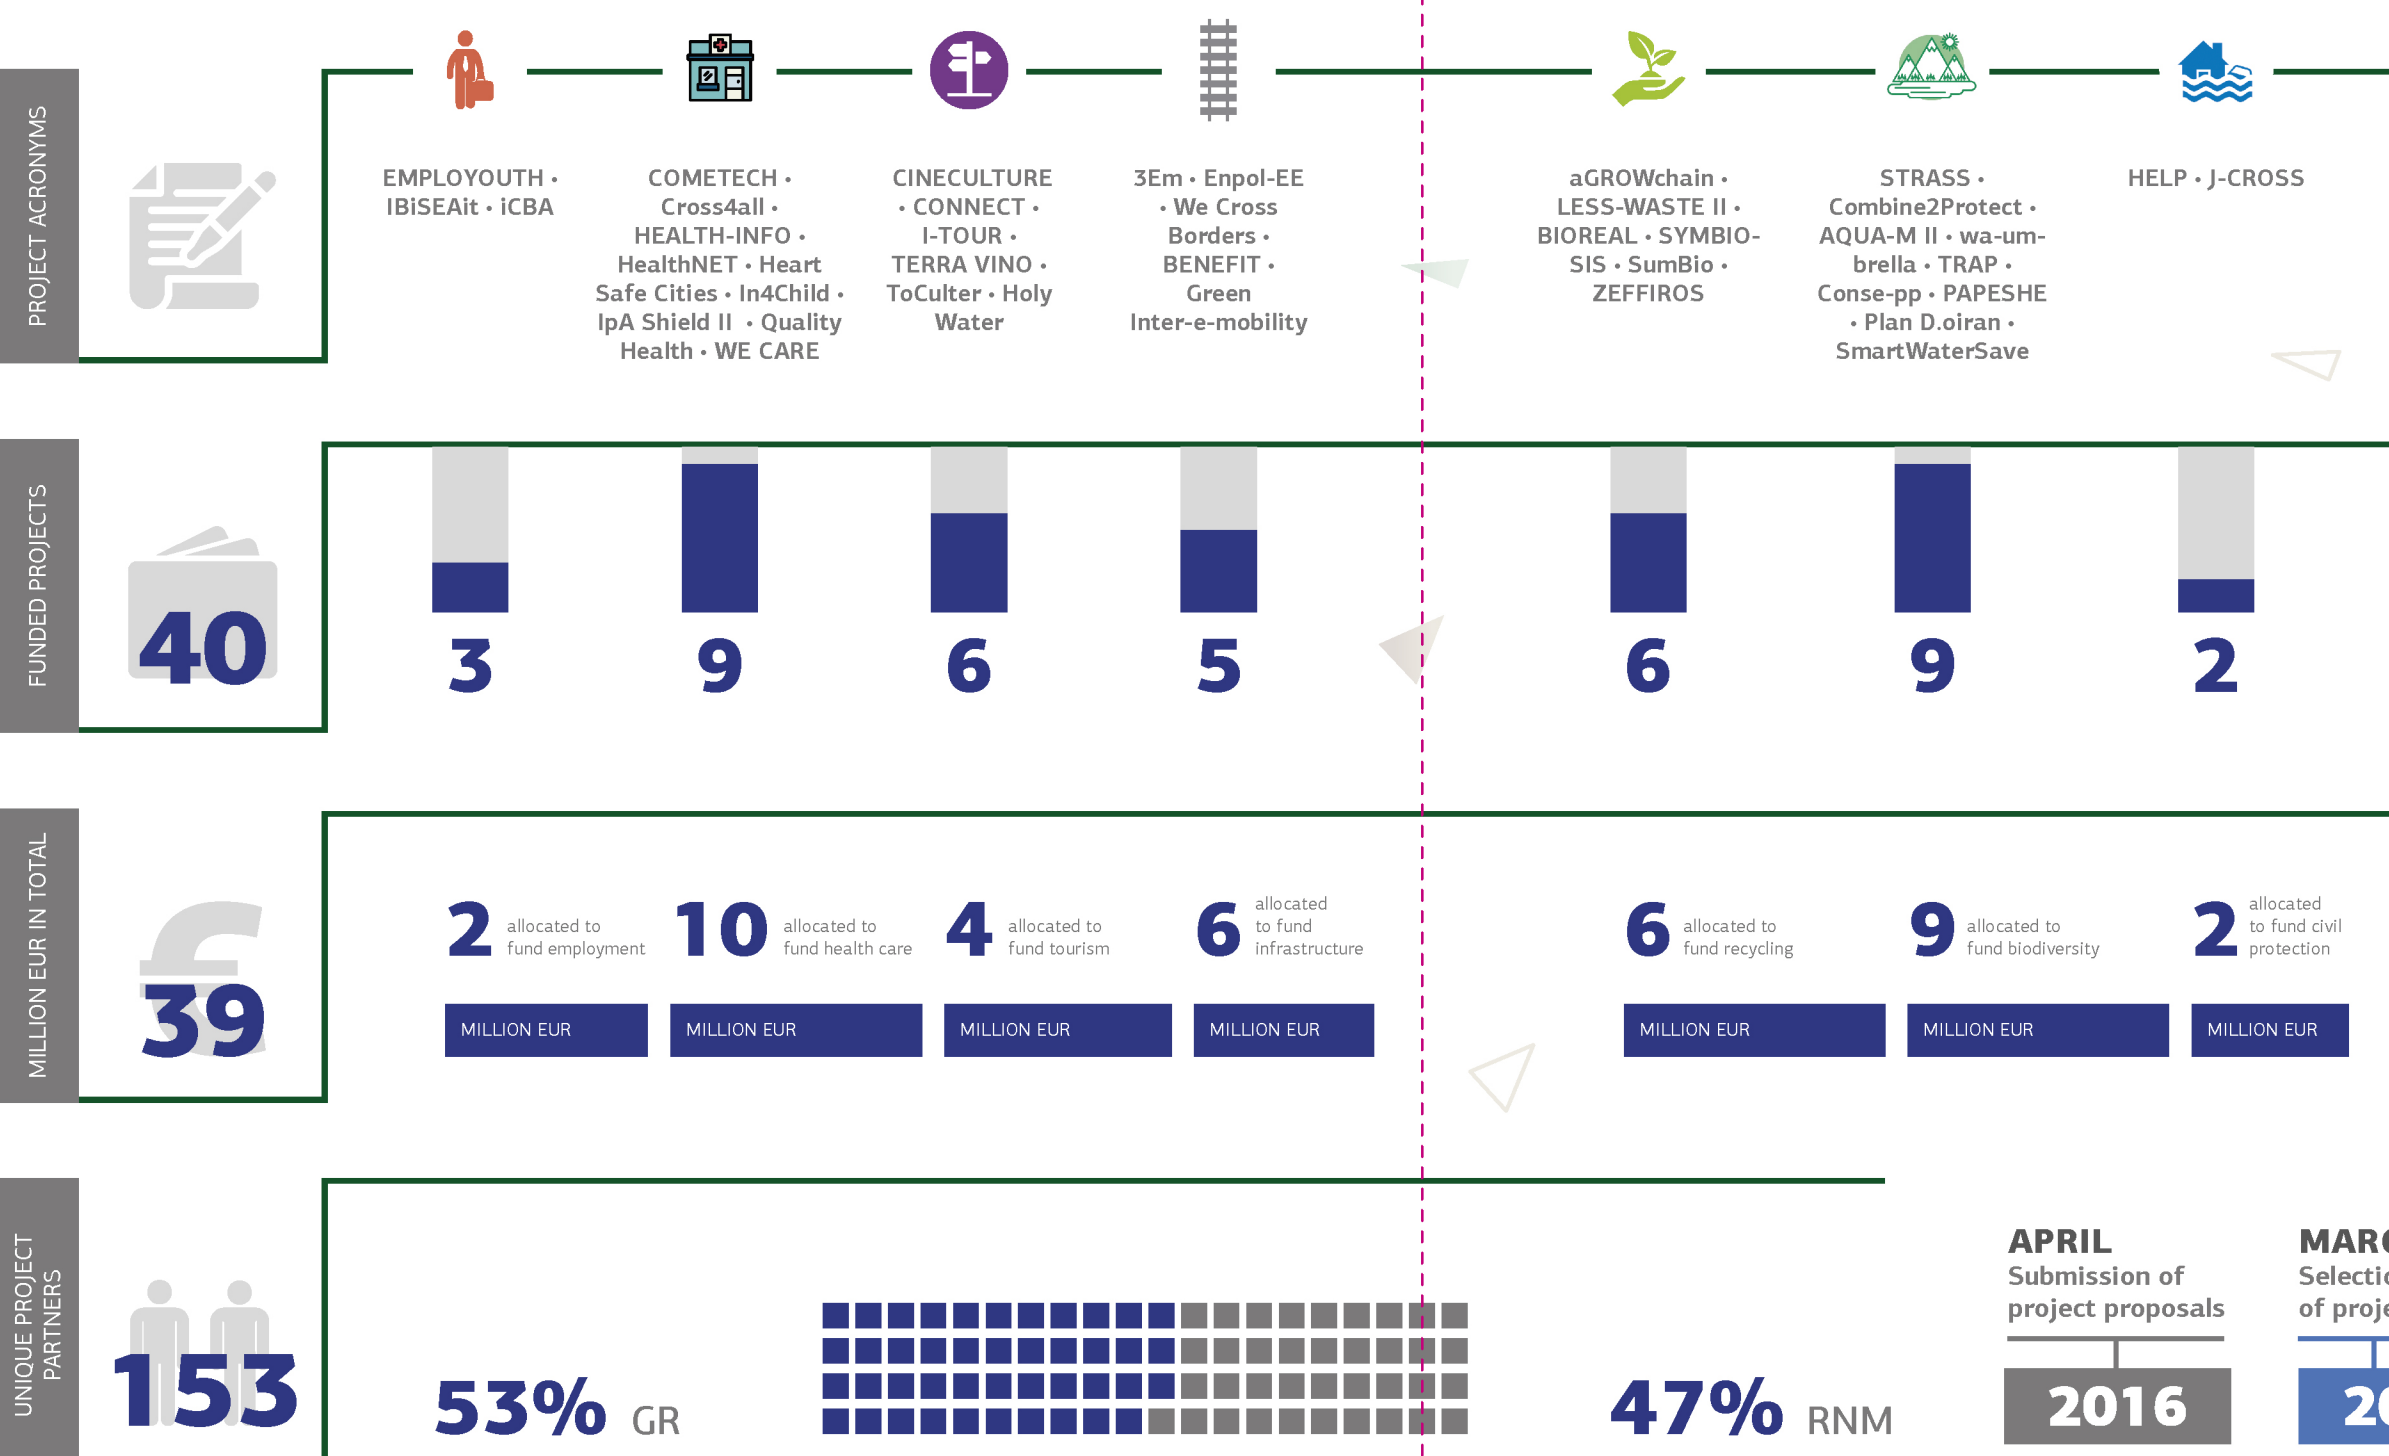 PROJECT ACRONYMS
EMPLOYOUTH •
IBiSEAit • iCBA
COMETECH •
Cross4all •
HEALTH-INFO •
HealthNET • Heart
Safe Cities • In4Child •
IpA Shield II • Quality
Health • WE CARE
CINECULTURE
• CONNECT •
I-TOUR •
TERRA VINO •
ToCulter • Holy
Water
3Em • Enpol-EE
• We Cross
Borders •
BENEFIT •
Green
Inter-e-mobility
aGROWchain •
LESS-WASTE II •
BIOREAL • SYMBIO-
SIS • SumBio •
ZEFFIROS
STRASS •
Combine2Protect •
AQUA-M II • wa-um-
brella • TRAP •
Conse-pp • PAPESHE
• Plan D.oiran •
SmartWaterSave
HELP • J-CROSS
FUNDED PROJECTS
40
3
9
6
5
6
9
2
MILLION EUR IN TOTAL
39
2 allocated to
fund employment
MILLION EUR
10 allocated to
fund health care
MILLION EUR
4 allocated to
fund tourism
MILLION EUR
6 allocated
to fund
infrastructure
MILLION EUR
6 allocated to
fund recycling
MILLION EUR
9 allocated to
fund biodiversity
MILLION EUR
2 allocated
to fund civil
protection
MILLION EUR
UNIQUE PROJECT
PARTNERS
153
53% GR
47% RNM
APRIL
Submission of
project proposals
2016
of